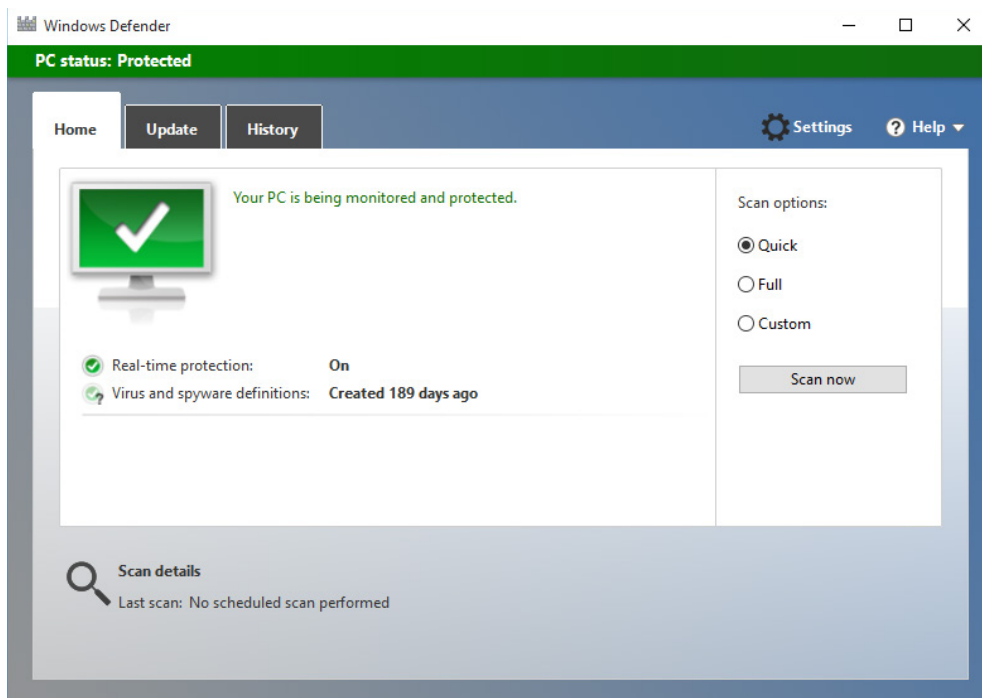 Windows Defender
PC status: Protected
Home Update History Settings Help
Your PC is being monitored and protected.
Real-time protection: On
Virus and spyware definitions: Created 189 days ago
Scan options:
Quick
Full
Custom
Scan now
Scan details
Last scan: No scheduled scan performed